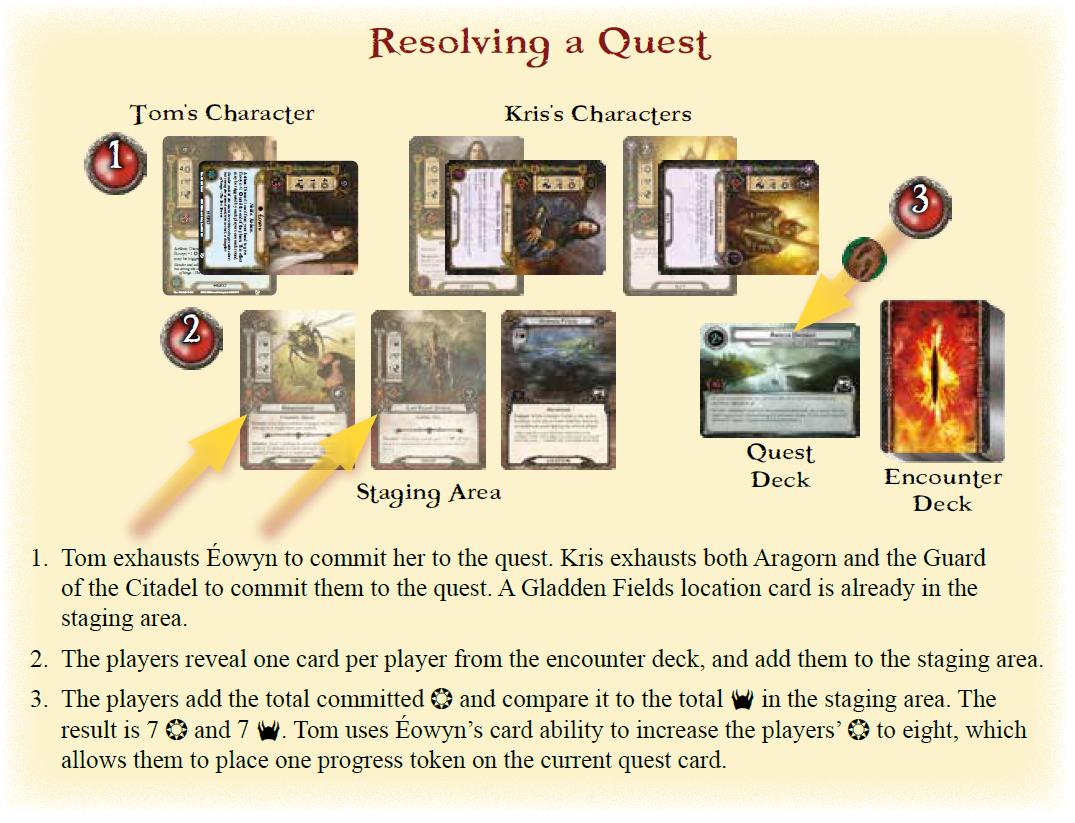 Resolving a Quest
Tom's Character
Kris's Characters
1
3
2
Staging Area
Quest
Deck
Encounter
Deck
1. Tom exhausts Éowyn to commit her to the quest. Kris exhausts both Aragorn and the Guard
of the Citadel to commit them to the quest. A Gladden Fields location card is already in the
staging area.
2. The players reveal one card per player from the encounter deck, and add them to the staging area.
3. The players add the total committed and compare it to the total in the staging area. The
result is 7 and 7 . Tom uses Éowyn’s card ability to increase the players’ to eight, which
allows them to place one progress token on the current quest card.